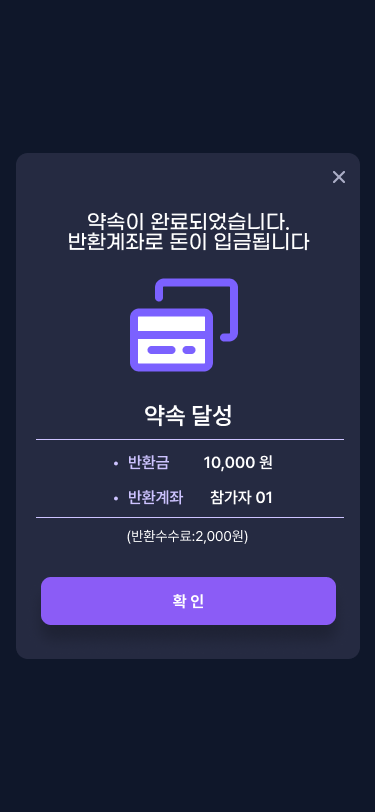 약속이 완료되었습니다.
반환계좌로 돈이 입금됩니다
약속 달성
• 반환금 10,000 원
• 반환계좌 참가자 01
(반환수수료:2,000원)
확 인